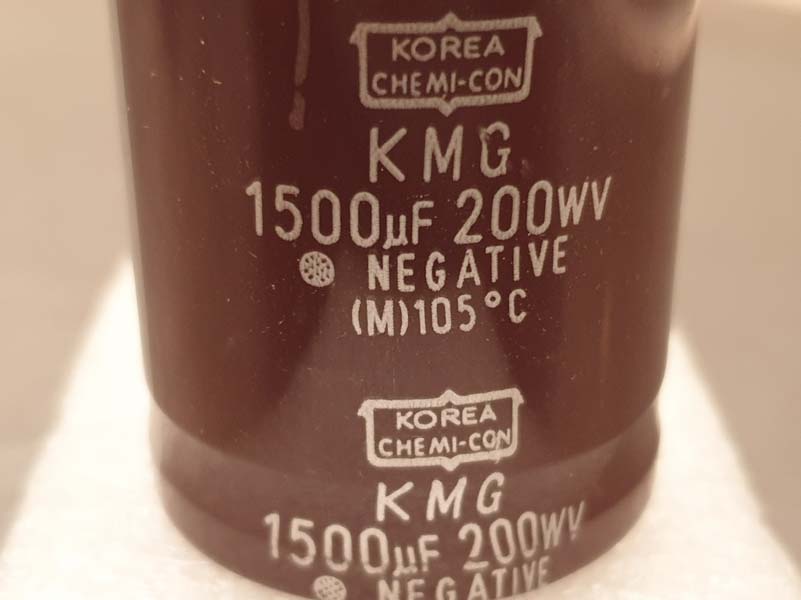 KOREA
CHEMI-CON
KMG
1500µF 200WV
NEGATIVE
(M)105°C
KOREA
CHEMI-CON
KMG
1500µF 200WV
NEGATIVE